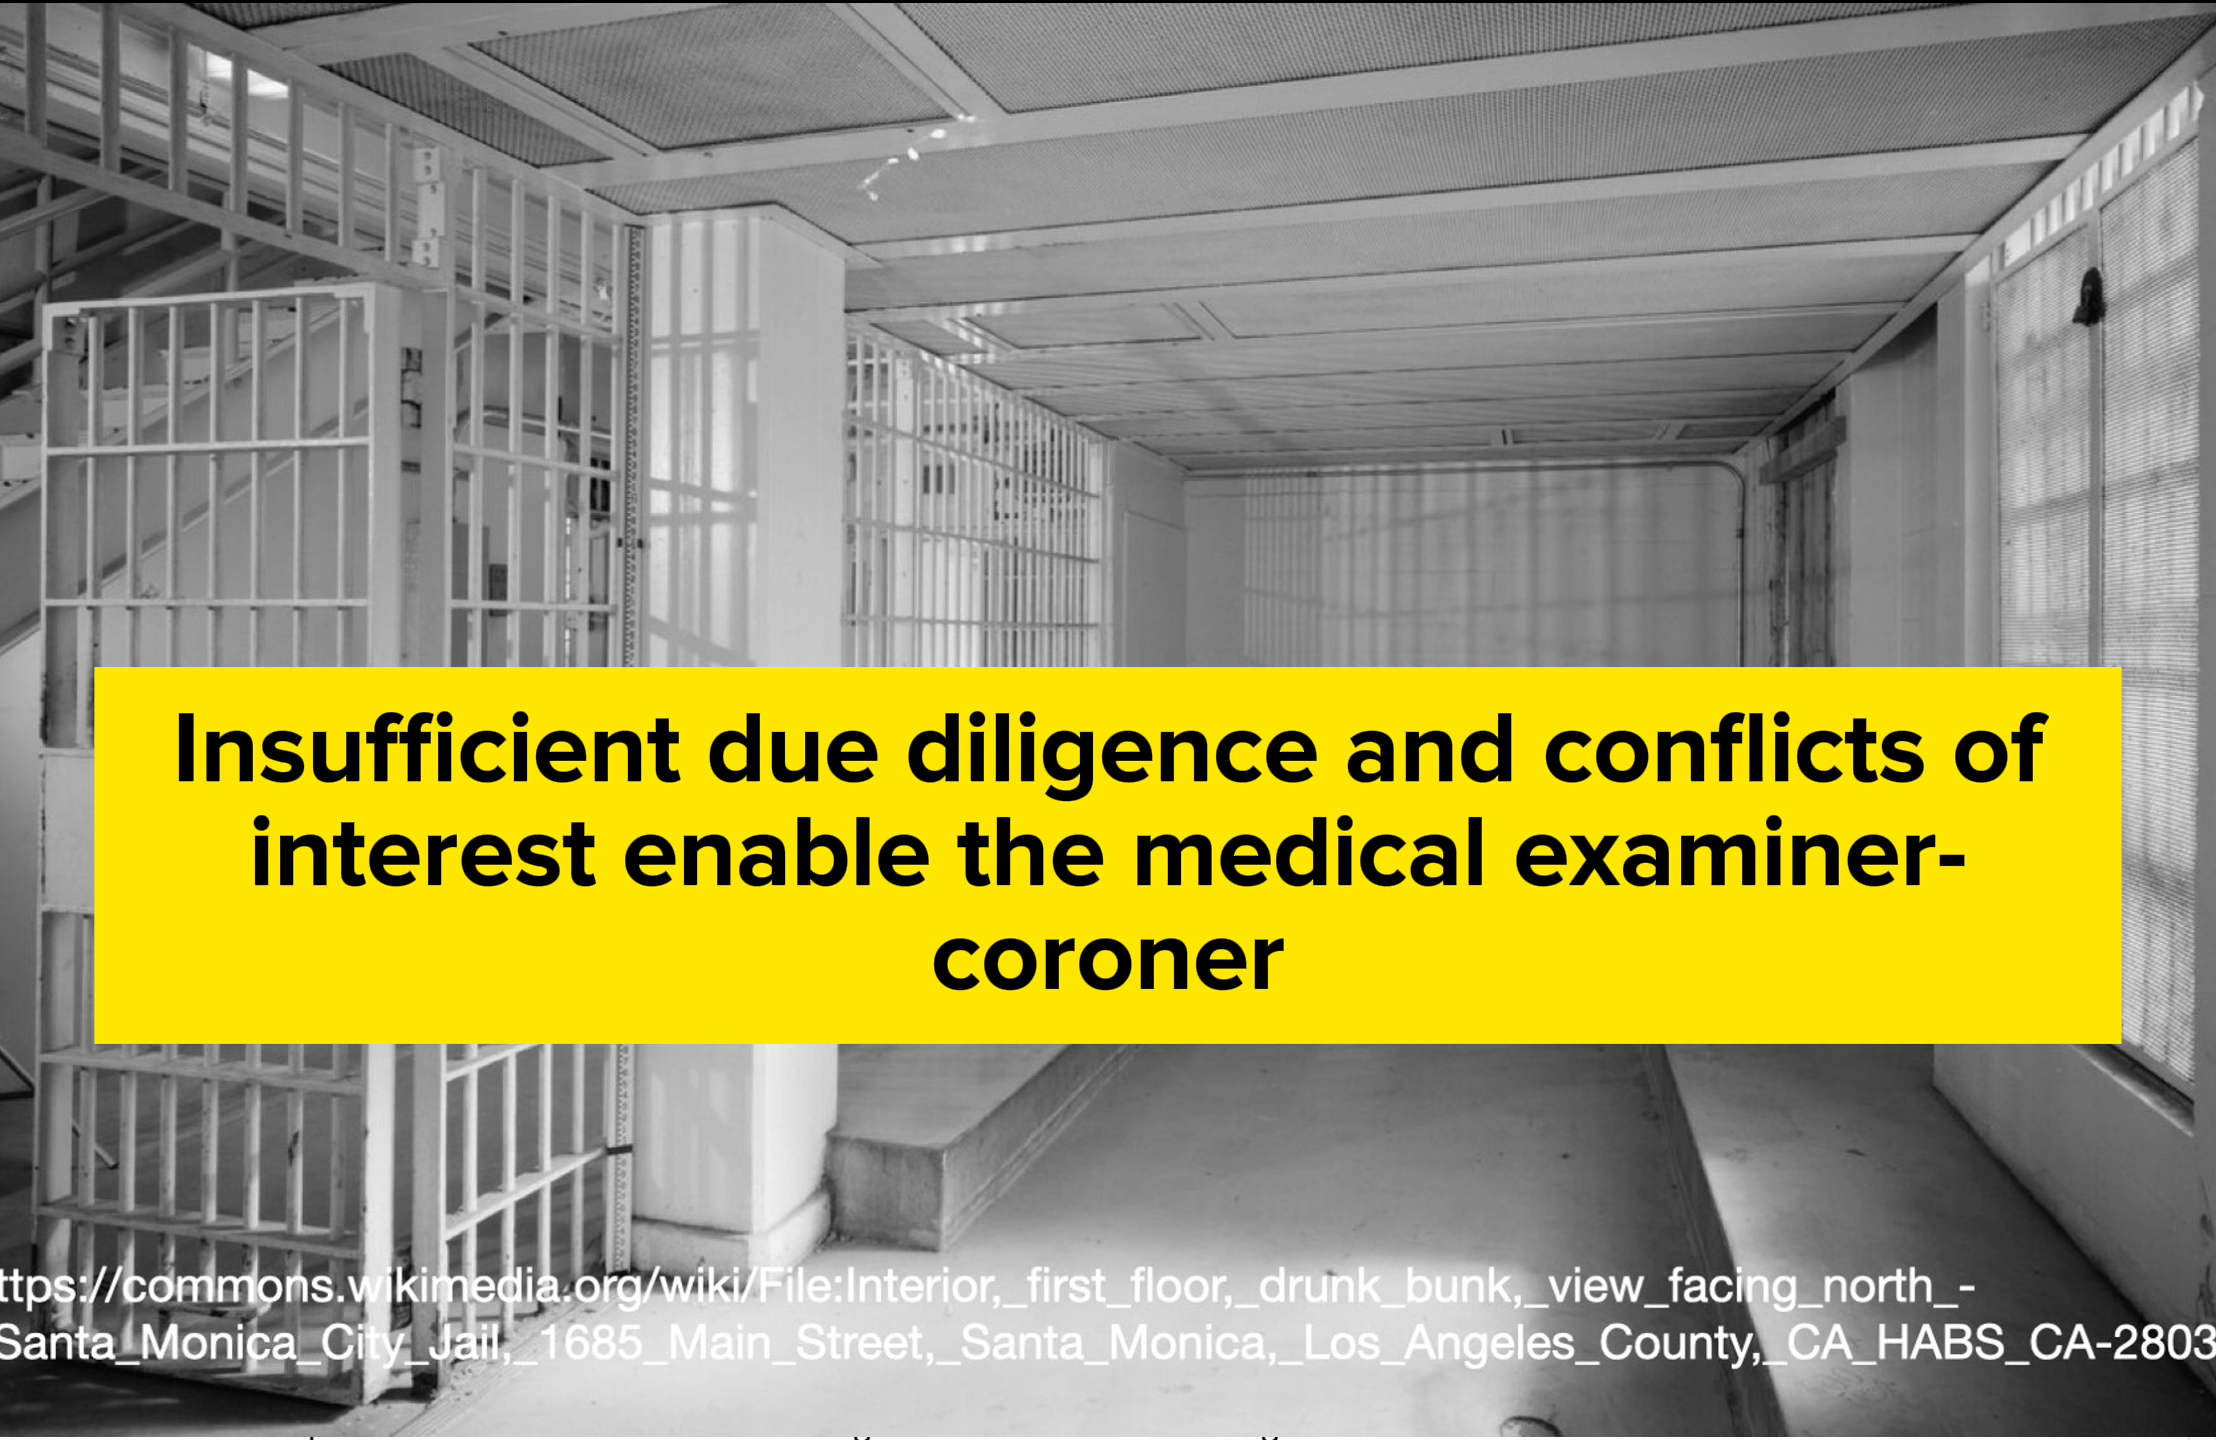 Insufficient due diligence and conflicts of
interest enable the medical examiner-
coroner
ttps://commons.wikimedia.org/wiki/File:Interior,_first_floor,_drunk_bunk,_view_facing_north_-
Santa_Monica_City_Jail,_1685_Main_Street,_Santa_Monica,_Los_Angeles_County,_CA_HABS_CA-2803